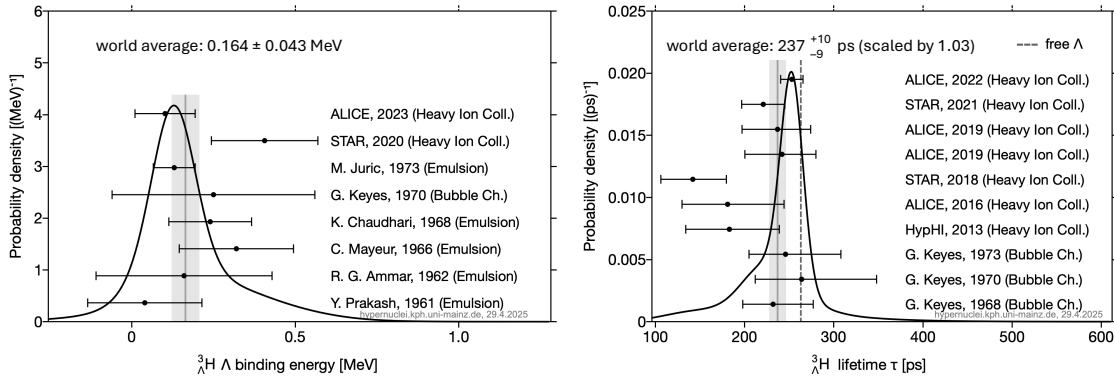 world average: 0.164 ± 0.043 MeV
Probability density [(MeV)⁻¹]
6
5
4
3
2
1
0
ALICE, 2023 (Heavy Ion Coll.)
STAR, 2020 (Heavy Ion Coll.)
M. Juric, 1973 (Emulsion)
G. Keyes, 1970 (Bubble Ch.)
K. Chaudhari, 1968 (Emulsion)
C. Mayeur, 1966 (Emulsion)
R. G. Ammar, 1962 (Emulsion)
Y. Prakash, 1961 (Emulsion)
hypernuclei.kph.uni-mainz.de, 29.4.2025
0 0.5 1.0
³ΛH Λ binding energy [MeV]
world average: 237 +10 −9 ps (scaled by 1.03)
free Λ
Probability density [(ps)⁻¹]
0.025
0.020
0.015
0.010
0.005
0
ALICE, 2022 (Heavy Ion Coll.)
STAR, 2021 (Heavy Ion Coll.)
ALICE, 2019 (Heavy Ion Coll.)
ALICE, 2019 (Heavy Ion Coll.)
STAR, 2018 (Heavy Ion Coll.)
ALICE, 2016 (Heavy Ion Coll.)
HypHI, 2013 (Heavy Ion Coll.)
G. Keyes, 1973 (Bubble Ch.)
G. Keyes, 1970 (Bubble Ch.)
G. Keyes, 1968 (Bubble Ch.)
hypernuclei.kph.uni-mainz.de, 29.4.2025
100 200 300 400 500 600
³ΛH lifetime τ [ps]